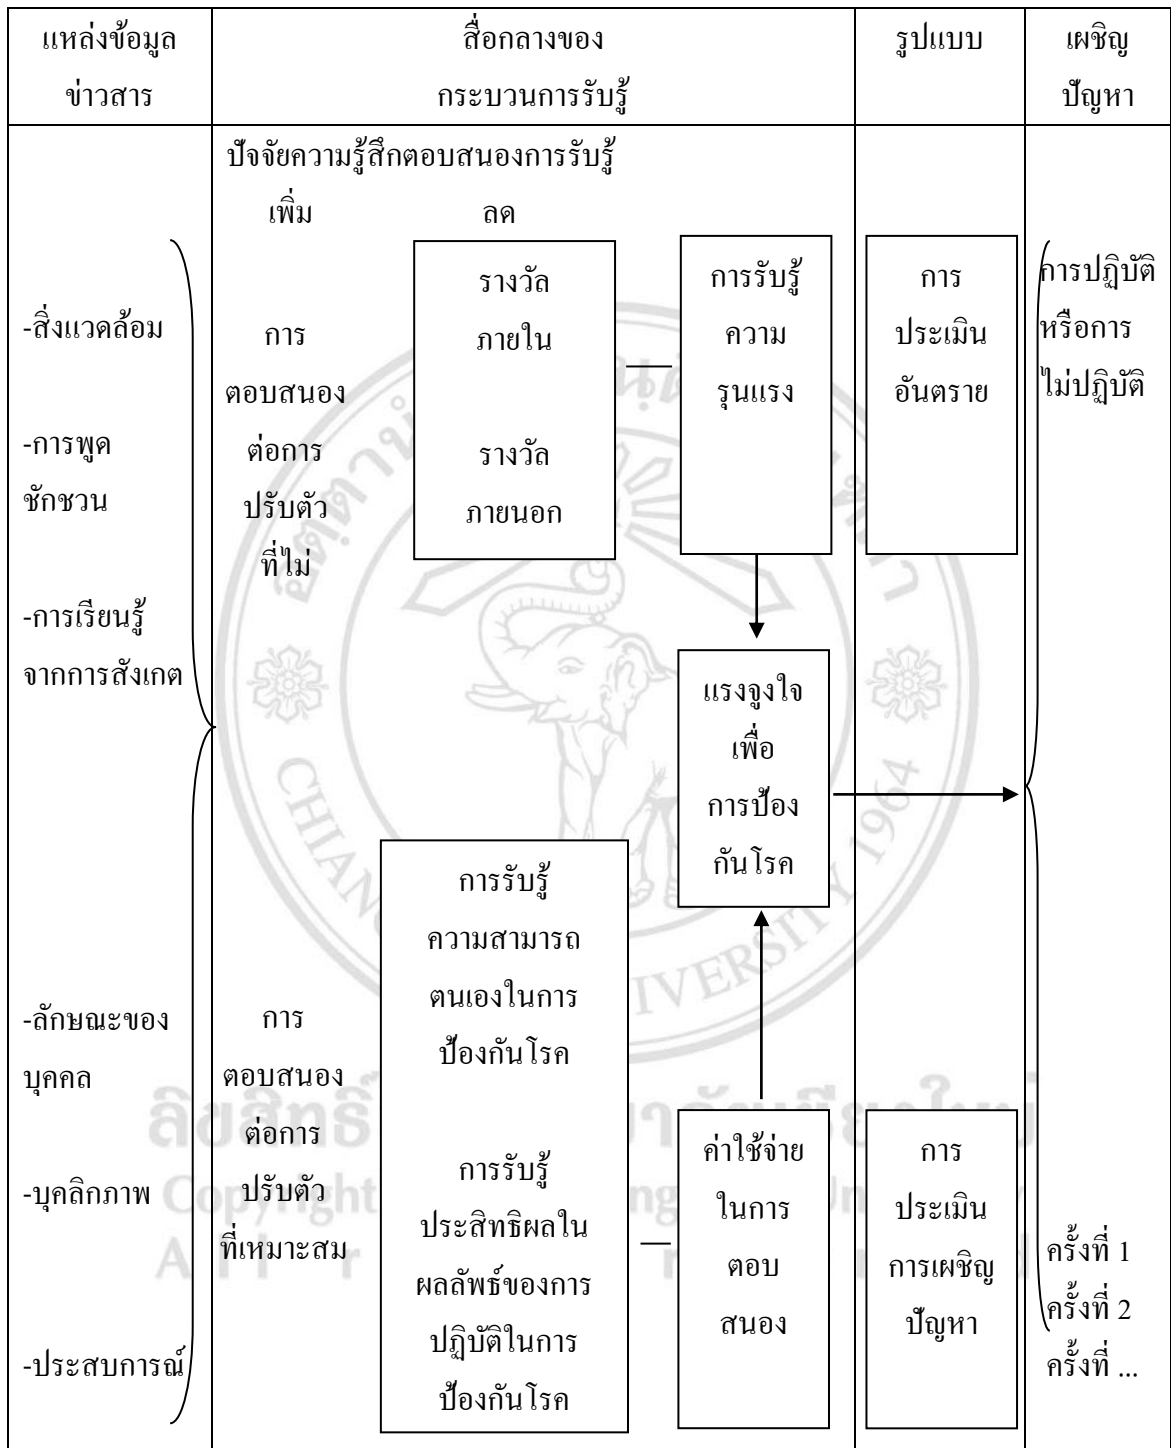 แหล่งข้อมูล
ข่าวสาร
สื่อกลางของ
กระบวนการรับรู้
รูปแบบ
เผชิญ
ปัญหา
-สิ่งแวดล้อม
-การพูด
ชักชวน
-การเรียนรู้
จากการสังเกต
-ลักษณะของ
บุคคล
-บุคลิกภาพ
-ประสบการณ์
ปัจจัยความรู้สึกตอบสนองการรับรู้
เพิ่ม
ลด
การ
ตอบสนอง
ต่อการ
ปรับตัว
ที่ไม่
รางวัล
ภายใน
รางวัล
ภายนอก
การรับรู้
ความ
รุนแรง
แรงจูงใจ
เพื่อ
การป้อง
กันโรค
การ
ตอบสนอง
ต่อการ
ปรับตัว
ที่เหมาะสม
การรับรู้
ความสามารถ
ตนเองในการ
ป้องกันโรค
การรับรู้
ประสิทธิผลใน
ผลลัพธ์ของการ
ปฏิบัติในการ
ป้องกันโรค
ค่าใช้จ่าย
ในการ
ตอบ
สนอง
การ
ประเมิน
อันตราย
การ
ประเมิน
การเผชิญ
ปัญหา
การปฏิบัติ
หรือการ
ไม่ปฏิบัติ
ครั้งที่ 1
ครั้งที่ 2
ครั้งที่ ...